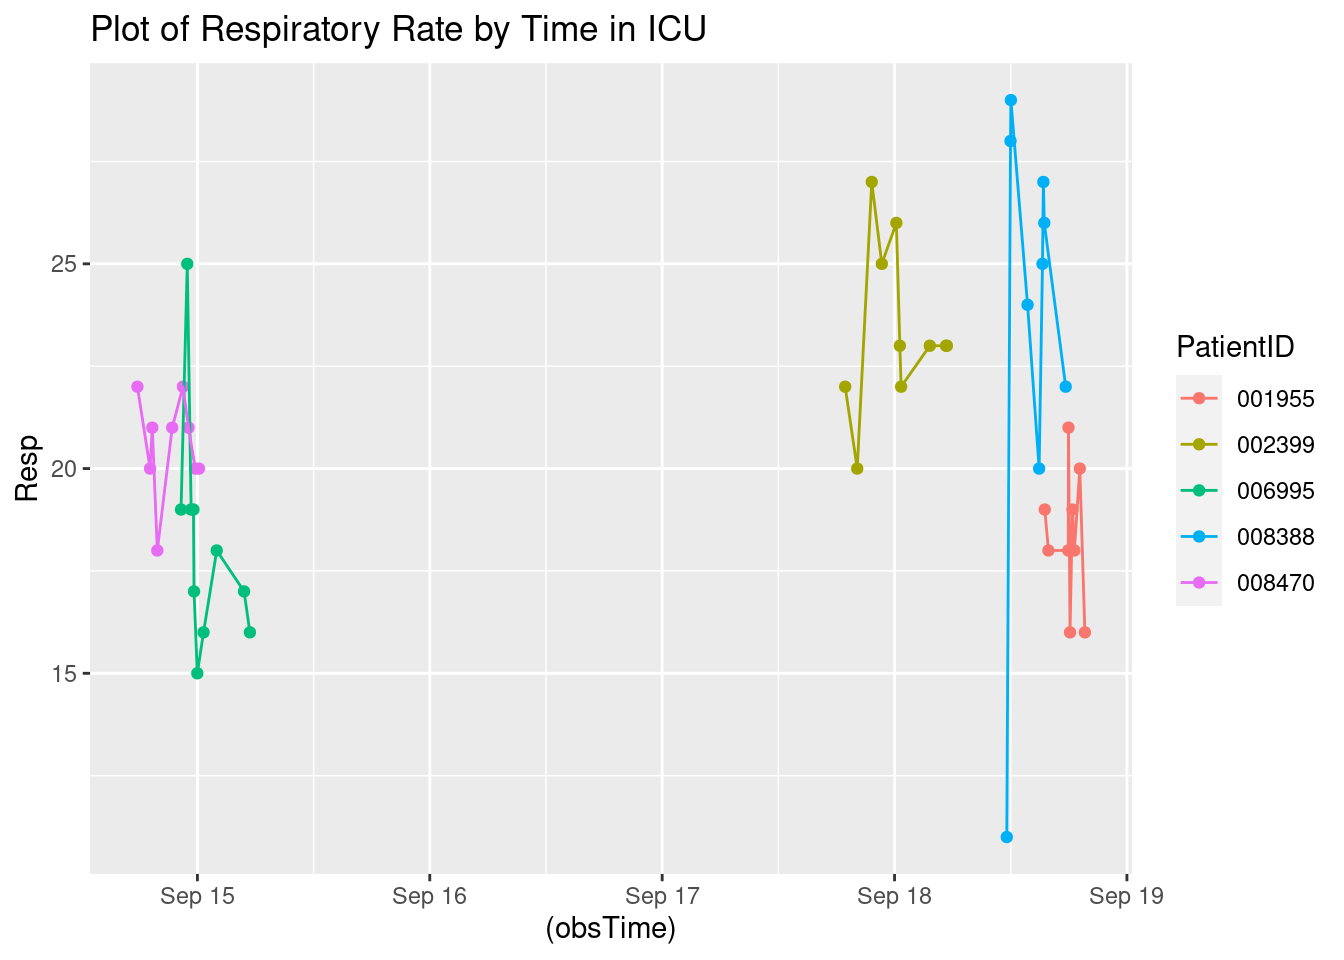 Plot of Respiratory Rate by Time in ICU
Resp
25
20
15
Sep 15 Sep 16 Sep 17 Sep 18 Sep 19
(obsTime)
PatientID
001955
002399
006995
008388
008470